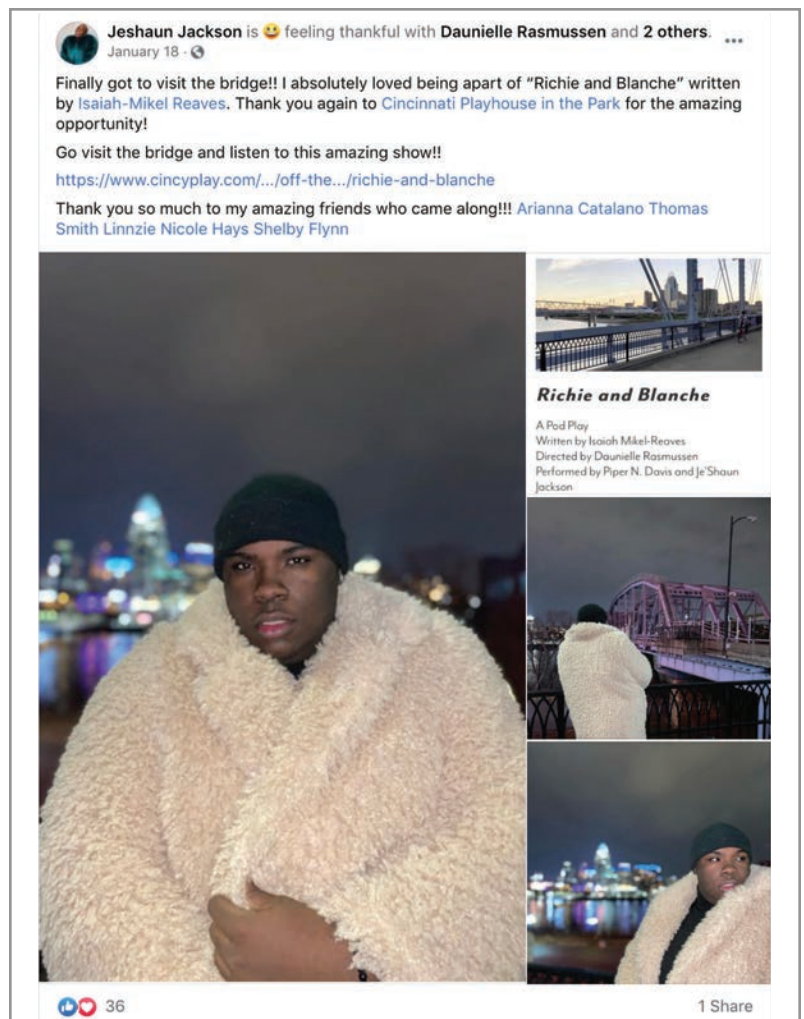 Jeshaun Jackson is 😃 feeling thankful with Daunielle Rasmussen and 2 others.
January 18 ·
Finally got to visit the bridge!! I absolutely loved being apart of “Richie and Blanche” written
by Isaiah-Mikel Reaves. Thank you again to Cincinnati Playhouse in the Park for the amazing
opportunity!
Go visit the bridge and listen to this amazing show!!
https://www.cincyplay.com/.../off-the.../richie-and-blanche
Thank you so much to my amazing friends who came along!!! Arianna Catalano Thomas
Smith Linnzie Nicole Hays Shelby Flynn
Richie and Blanche
A Pod Play
Written by Isaiah Mikel-Reaves
Directed by Daunielle Rasmussen
Performed by Piper N. Davis and Je'Shaun
Jackson
36
1 Share